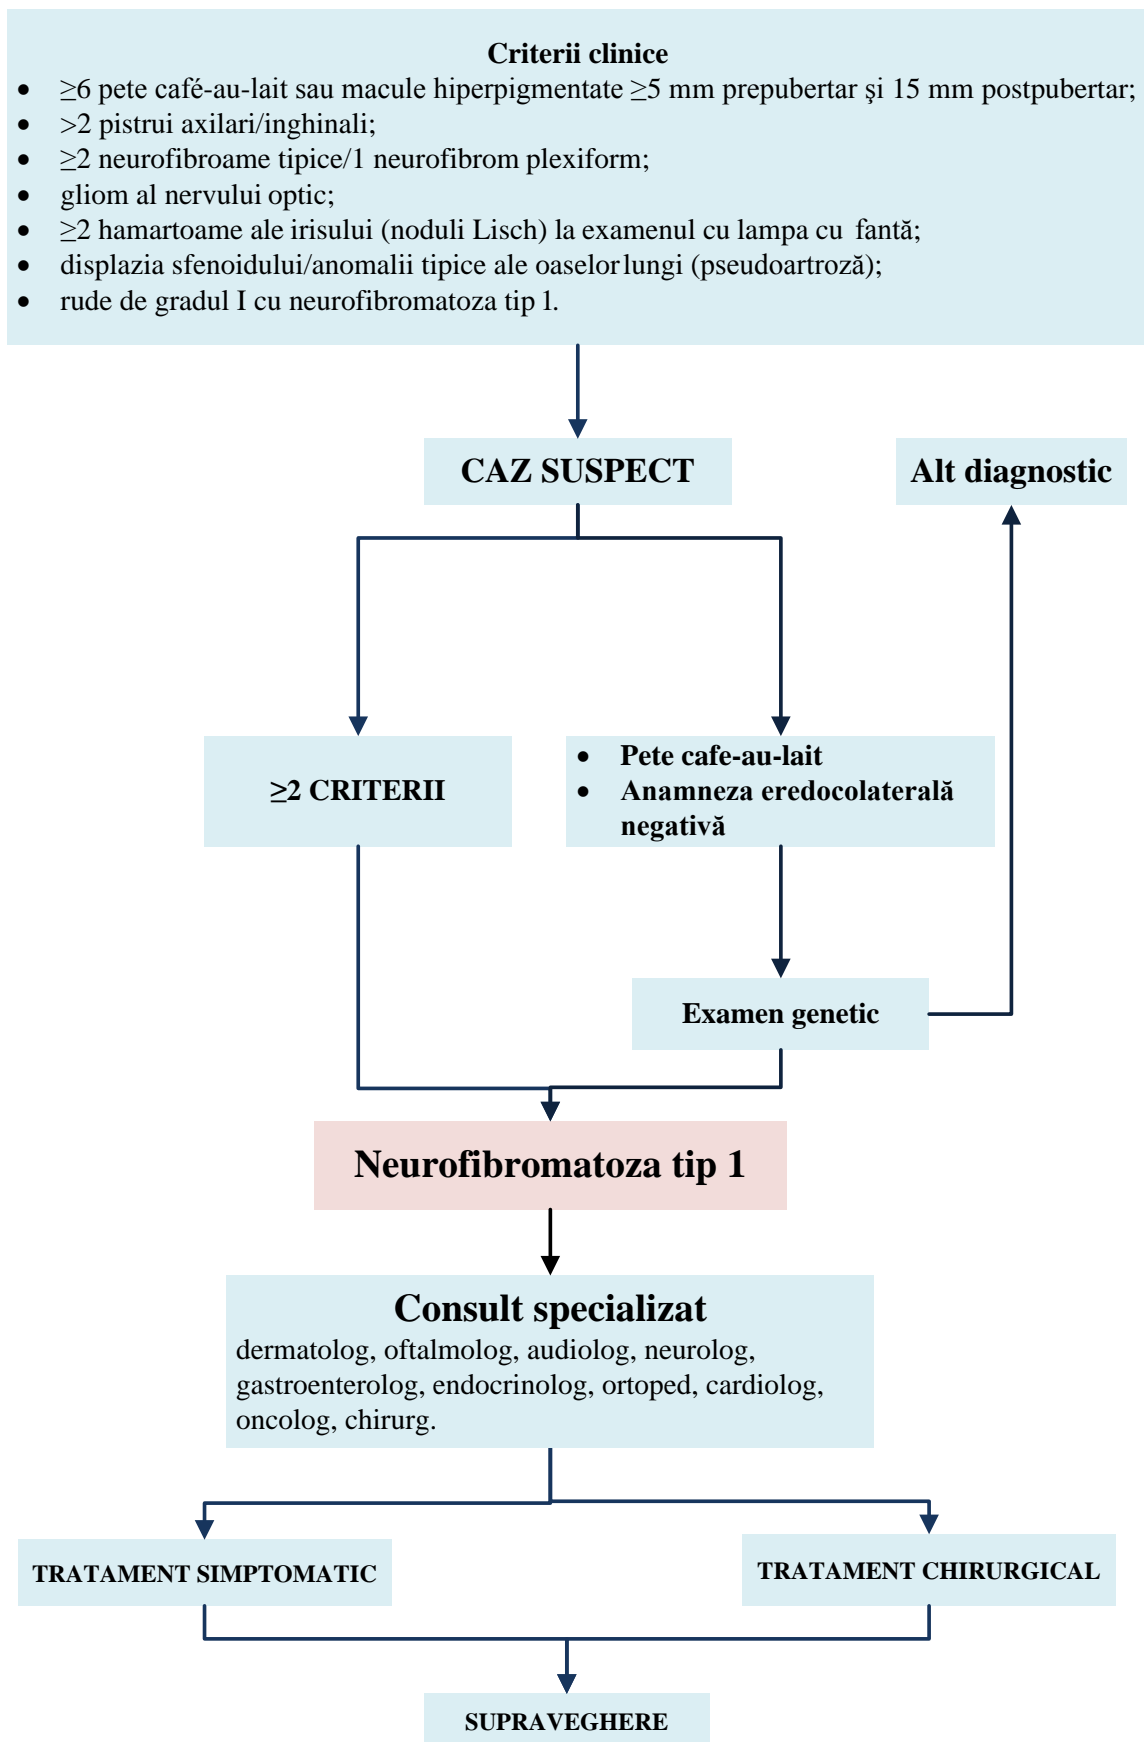 Criterii clinice
• ≥6 pete café-au-lait sau macule hiperpigmentate ≥5 mm prepubertar şi 15 mm postpubertar;
• >2 pistrui axilari/inghinali;
• ≥2 neurofibroame tipice/1 neurofibrom plexiform;
• gliom al nervului optic;
• ≥2 hamartoame ale irisului (noduli Lisch) la examenul cu lampa cu fantă;
• displazia sfenoidului/anomalii tipice ale oaselor lungi (pseudoartroză);
• rude de gradul I cu neurofibromatoza tip 1.
CAZ SUSPECT
Alt diagnostic
≥2 CRITERII
• Pete cafe-au-lait
• Anamneza eredocolaterală
negativă
Examen genetic
Neurofibromatoza tip 1
Consult specializat
dermatolog, oftalmolog, audiolog, neurolog,
gastroenterolog, endocrinolog, ortoped, cardiolog,
oncolog, chirurg.
TRATAMENT SIMPTOMATIC
TRATAMENT CHIRURGICAL
SUPRAVEGHERE